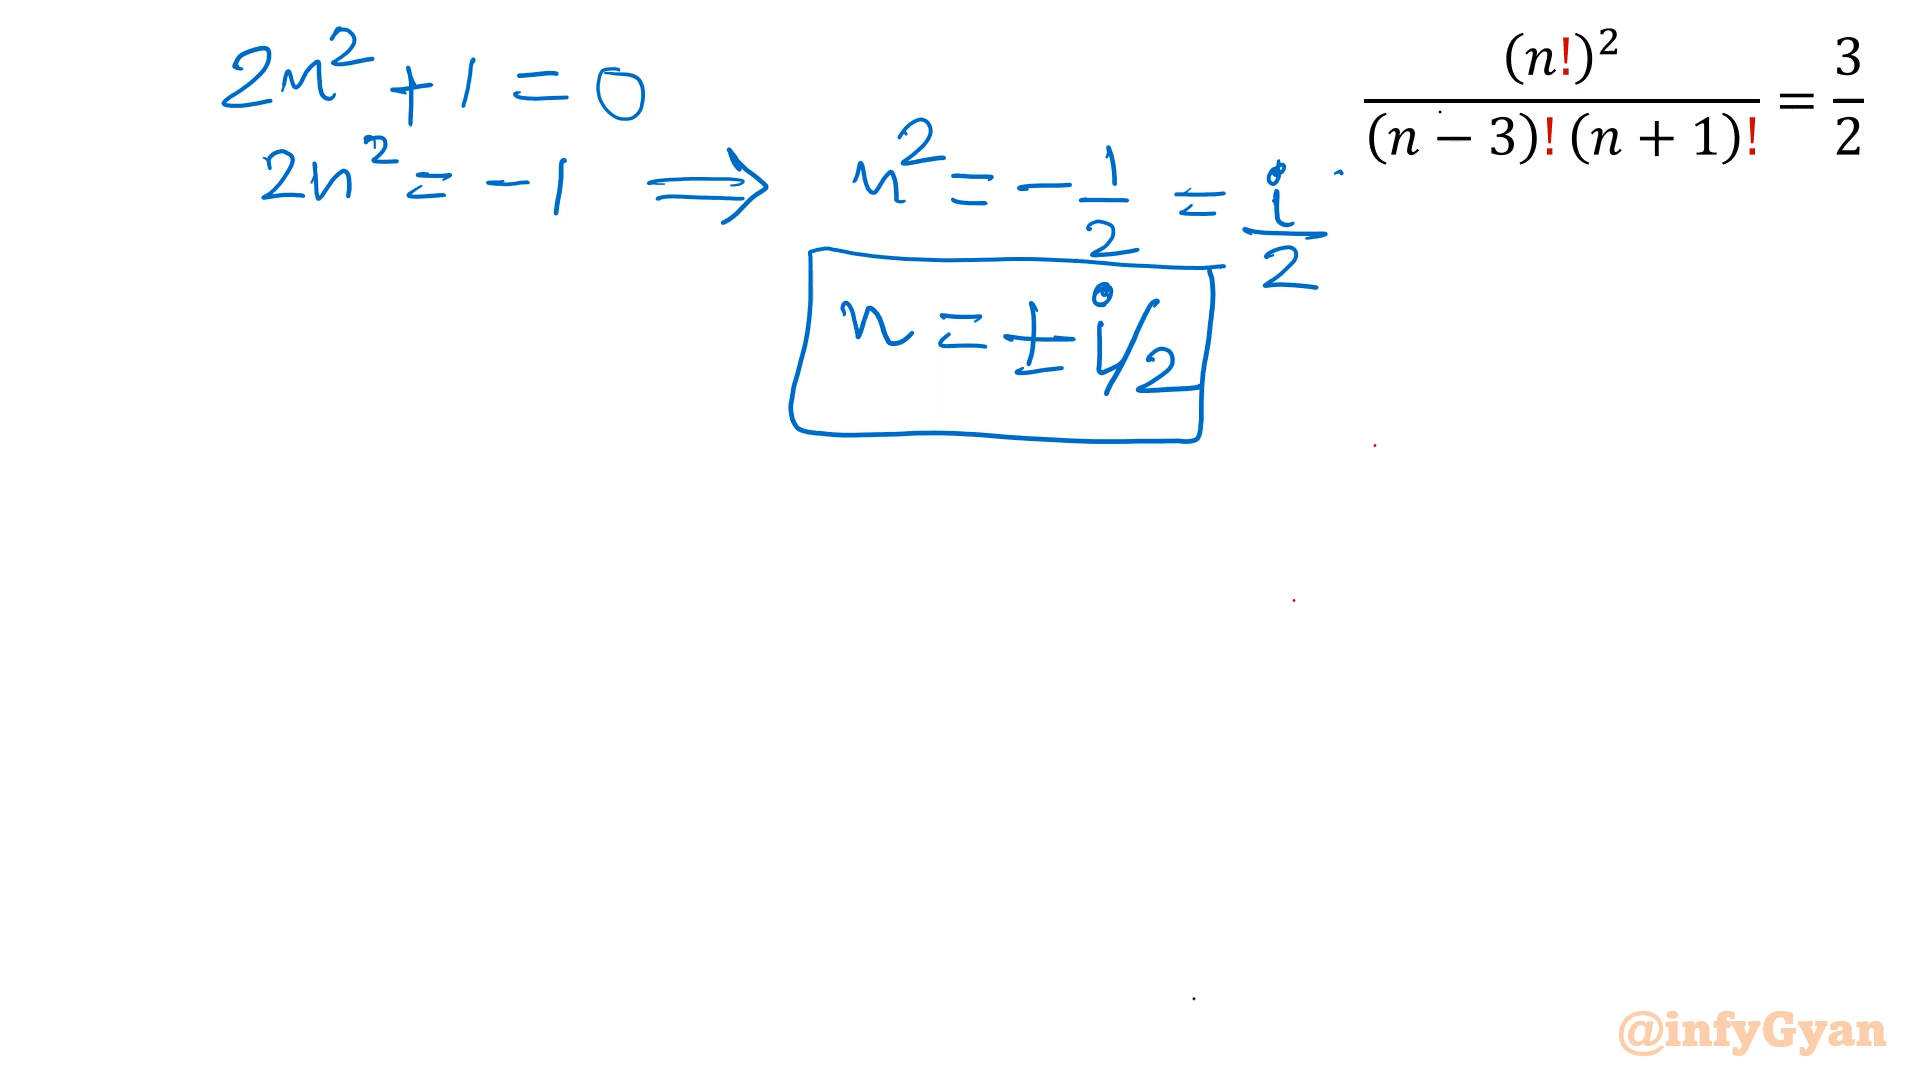 2n² + 1 = 0
2n² = -1 ⟹ n² = -1/2 = i/2
n = ± i/2
(n!)² / (n − 3)! (n + 1)! = 3/2
@infyGyan